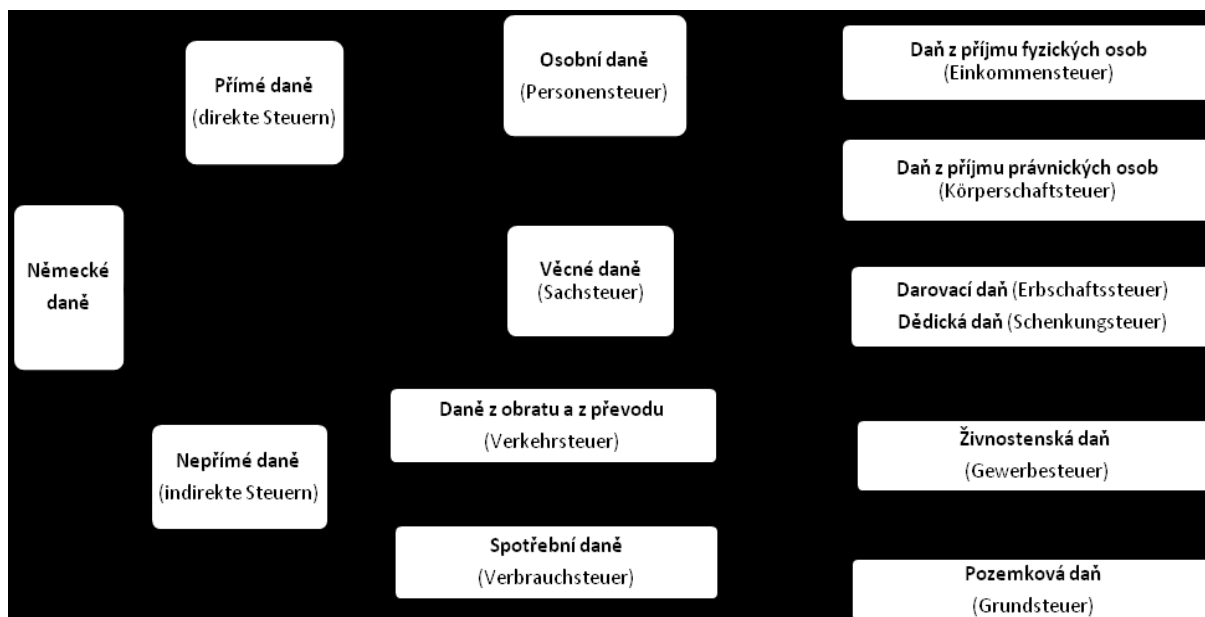 Německé
daně
Přímé daně
(direkte Steuern)
Nepřímé daně
(indirekte Steuern)
Osobní daně
(Personensteuer)
Věcné daně
(Sachsteuer)
Daně z obratu a z převodu
(Verkehrsteuer)
Spotřební daně
(Verbrauchsteuer)
Daň z příjmu fyzických osob
(Einkommensteuer)
Daň z příjmu právnických osob
(Körperschaftsteuer)
Darovací daň (Erbschaftssteuer)
Dědická daň (Schenkungsteuer)
Živnostenská daň
(Gewerbesteuer)
Pozemková daň
(Grundsteuer)